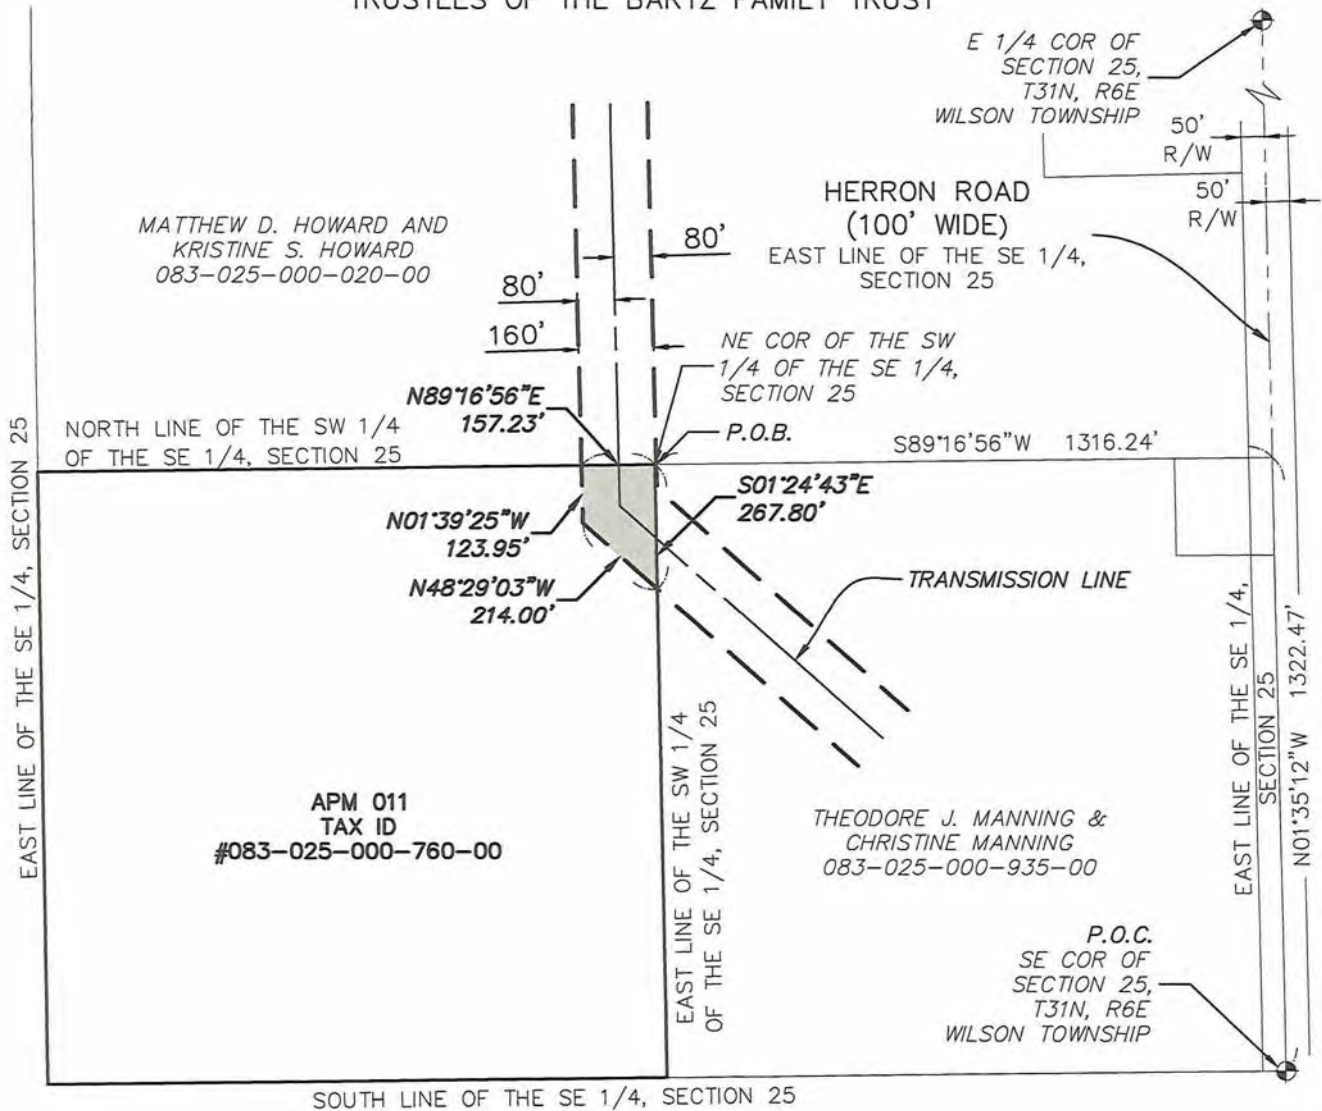 TRUSTEES OF THE BARTZ FAMILY TRUST
E 1/4 COR OF
SECTION 25,
T31N, R6E
WILSON TOWNSHIP
50'
R/W
50'
R/W
HERRON ROAD
(100' WIDE)
EAST LINE OF THE SE 1/4,
SECTION 25
MATTHEW D. HOWARD AND
KRISTINE S. HOWARD
083-025-000-020-00
80'
80'
160'
NE COR OF THE SW
1/4 OF THE SE 1/4,
SECTION 25
N89°16'56"E
157.23'
P.O.B.
NORTH LINE OF THE SW 1/4
OF THE SE 1/4, SECTION 25
S89°16'56"W 1316.24'
S01°24'43"E
267.80'
N01°39'25"W
123.95'
N48°29'03"W
214.00'
TRANSMISSION LINE
EAST LINE OF THE SE 1/4, SECTION 25
EAST LINE OF THE SW 1/4
OF THE SE 1/4, SECTION 25
EAST LINE OF THE SE 1/4,
SECTION 25
N01°35'12"W 1322.47'
APM 011
TAX ID
#083-025-000-760-00
THEODORE J. MANNING &
CHRISTINE MANNING
083-025-000-935-00
P.O.C.
SE COR OF
SECTION 25,
T31N, R6E
WILSON TOWNSHIP
SOUTH LINE OF THE SE 1/4, SECTION 25